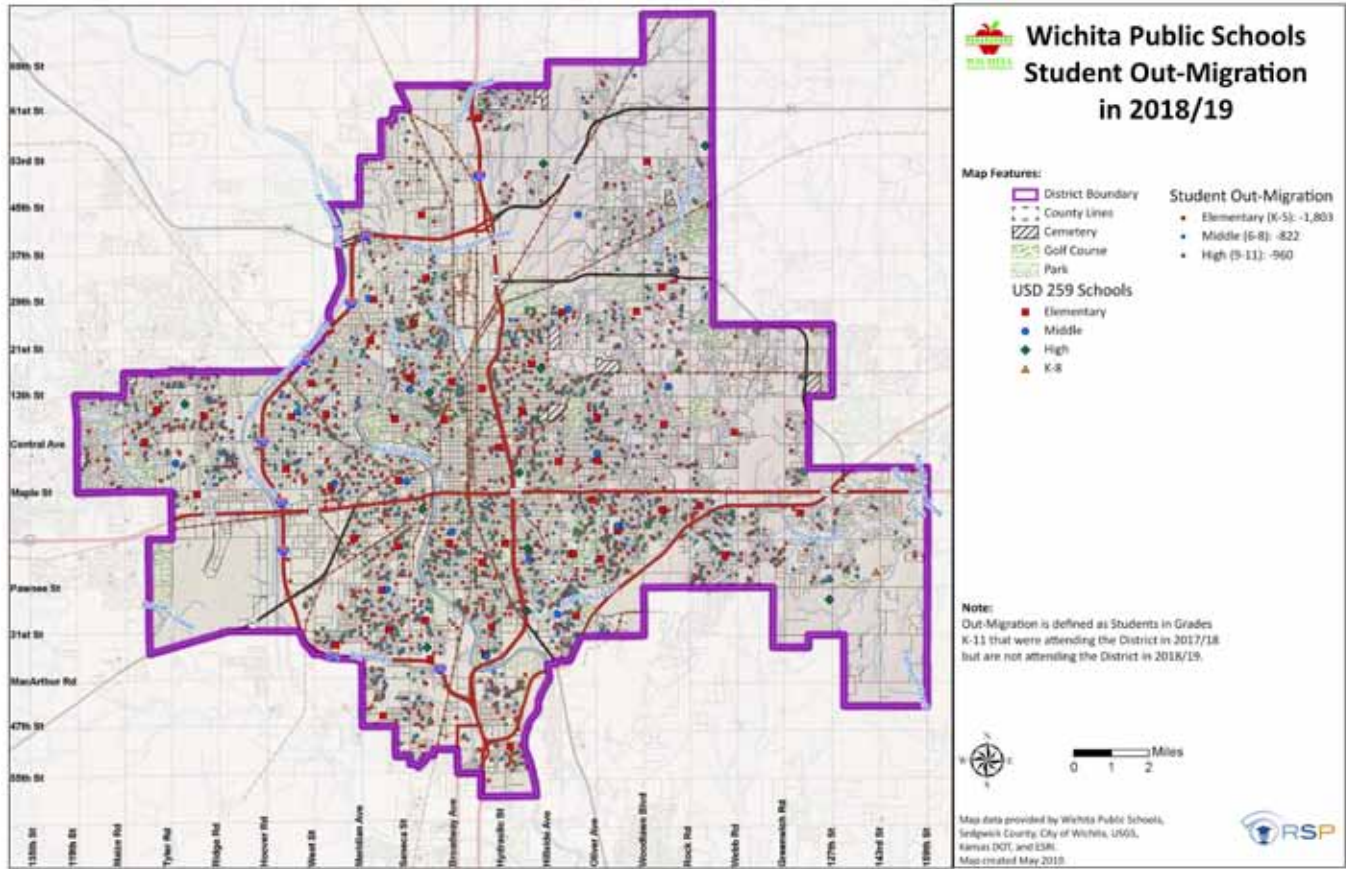 Wichita Public Schools
Student Out-Migration
in 2018/19
Map Features:
District Boundary
County Lines
Cemetery
Golf Course
Park
USD 259 Schools
Elementary
Middle
High
K-8
Student Out-Migration
Elementary (K-5): -1,803
Middle (6-8): -822
High (9-11): -960
Note:
Out-Migration is defined as Students in Grades
K-11 that were attending the District in 2017/18
but are not attending the District in 2018/19.
Miles
0 1 2
Map data provided by Wichita Public Schools,
Sedgwick County, City of Wichita, USGS,
Kansas DOT, and ESRI.
Map created May 2019.
RSP
69th St
61st St
53rd St
45th St
37th St
29th St
21st St
13th St
Central Ave
Maple St
Pawnee St
31st St
MacArthur Rd
47th St
55th St
119th St
Maize Rd
Tyler Rd
Ridge Rd
Hoover Rd
West St
Meridian Ave
Seneca St
Broadway Ave
Hydraulic St
Hillside Ave
Oliver Ave
Woodlawn Blvd
Rock Rd
Webb Rd
Greenwich Rd
127th St
143rd St
159th St